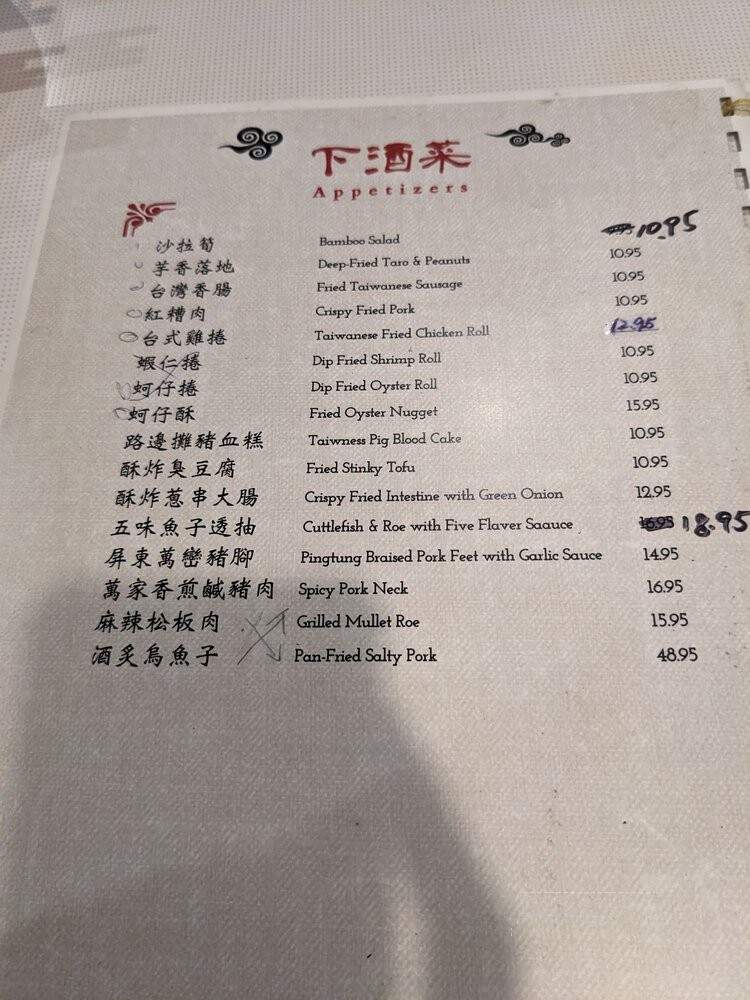 下酒菜
Appetizers
沙拉筍 Bamboo Salad 10.95
芋香落地 Deep-Fried Taro & Peanuts 10.95
台灣香腸 Fried Taiwanese Sausage 10.95
紅糟肉 Crispy Fried Pork 10.95
台式雞捲 Taiwanese Fried Chicken Roll 12.95
蝦仁捲 Dip Fried Shrimp Roll 10.95
蚵仔捲 Dip Fried Oyster Roll 10.95
蚵仔酥 Fried Oyster Nugget 15.95
路邊攤豬血糕 Taiwness Pig Blood Cake 10.95
酥炸臭豆腐 Fried Stinky Tofu 10.95
酥炸蔥串大腸 Crispy Fried Intestine with Green Onion 12.95
五味魚子透抽 Cuttlefish & Roe with Five Flaver Saauce 16.95 18.95
屏東萬巒豬腳 Pingtung Braised Pork Feet with Garlic Sauce 14.95
萬家香煎鹹豬肉 Spicy Pork Neck 16.95
麻辣松板肉 Grilled Mullet Roe 15.95
酒炙烏魚子 Pan-Fried Salty Pork 48.95